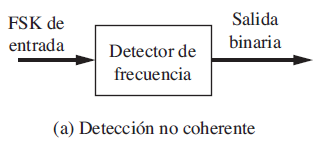 FSK de
entrada
Detector de
frecuencia
Salida
binaria
(a) Detección no coherente